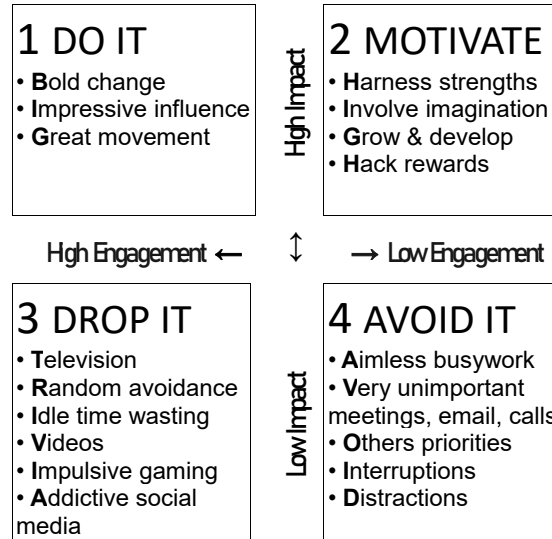 1 DO IT
• Bold change
• Impressive influence
• Great movement
High Impact
2 MOTIVATE
• Harness strengths
• Involve imagination
• Grow & develop
• Hack rewards
High Engagement ←
↕
→ Low Engagement
3 DROP IT
• Television
• Random avoidance
• Idle time wasting
• Videos
• Impulsive gaming
• Addictive social
media
Low Impact
4 AVOID IT
• Aimless busywork
• Very unimportant
meetings, email, calls
• Others priorities
• Interruptions
• Distractions